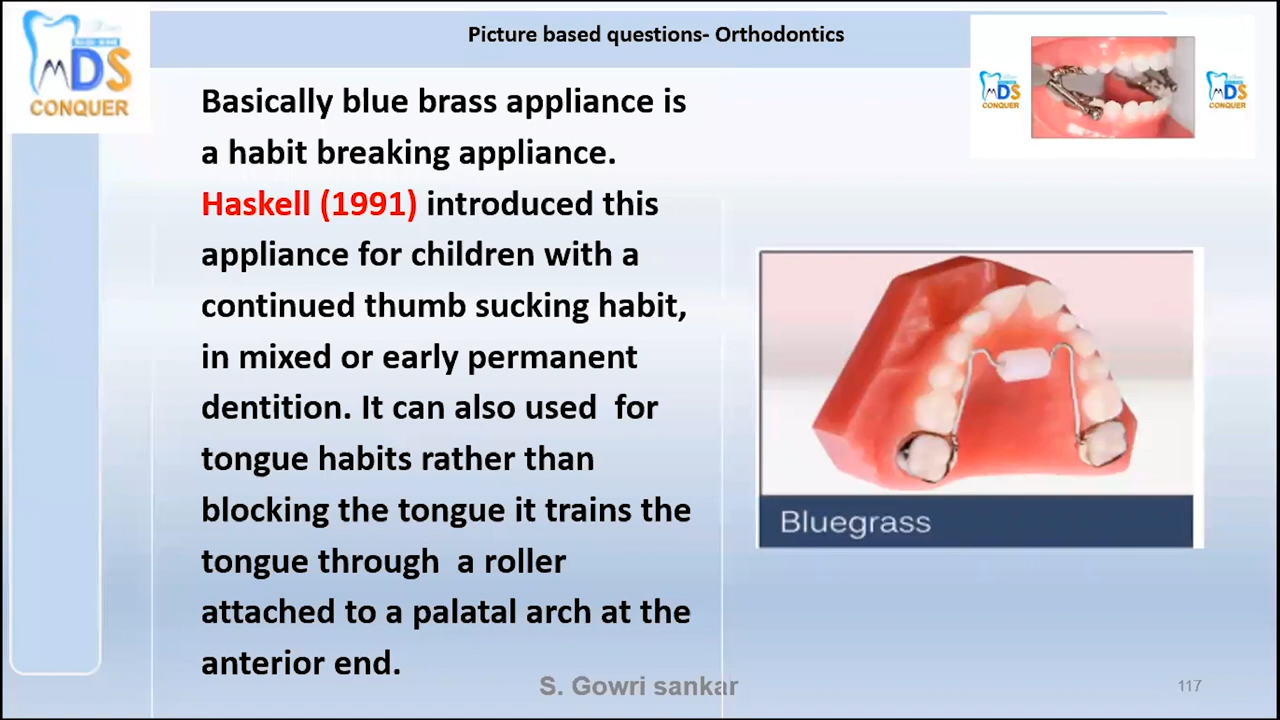 Picture based questions- Orthodontics
MDS
CONQUER
MDS
CONQUER
MDS
CONQUER
Basically blue brass appliance is
a habit breaking appliance.
Haskell (1991) introduced this
appliance for children with a
continued thumb sucking habit,
in mixed or early permanent
dentition. It can also used for
tongue habits rather than
blocking the tongue it trains the
tongue through a roller
attached to a palatal arch at the
anterior end.
Bluegrass
S. Gowri sankar
117